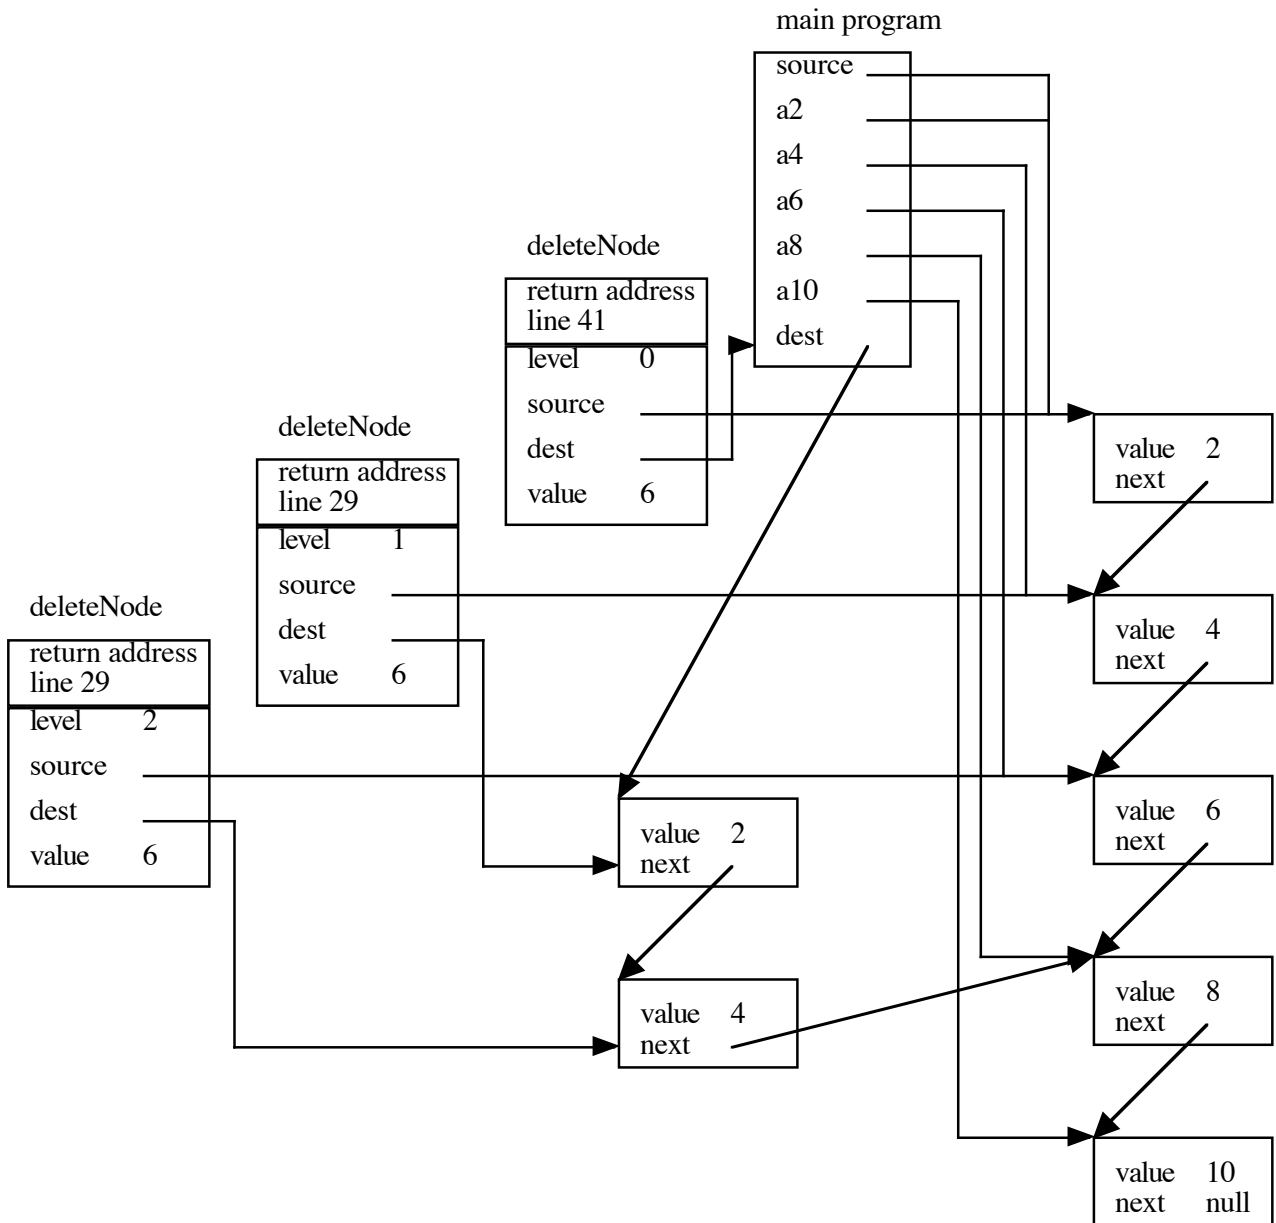 main program
source
a2
a4
a6
a8
a10
dest
deleteNode
return address
line 41
level 0
source
dest
value 6
deleteNode
return address
line 29
level 1
source
dest
value 6
deleteNode
return address
line 29
level 2
source
dest
value 6
value 2
next
value 4
next
value 2
next
value 4
next
value 6
next
value 8
next
value 10
next null